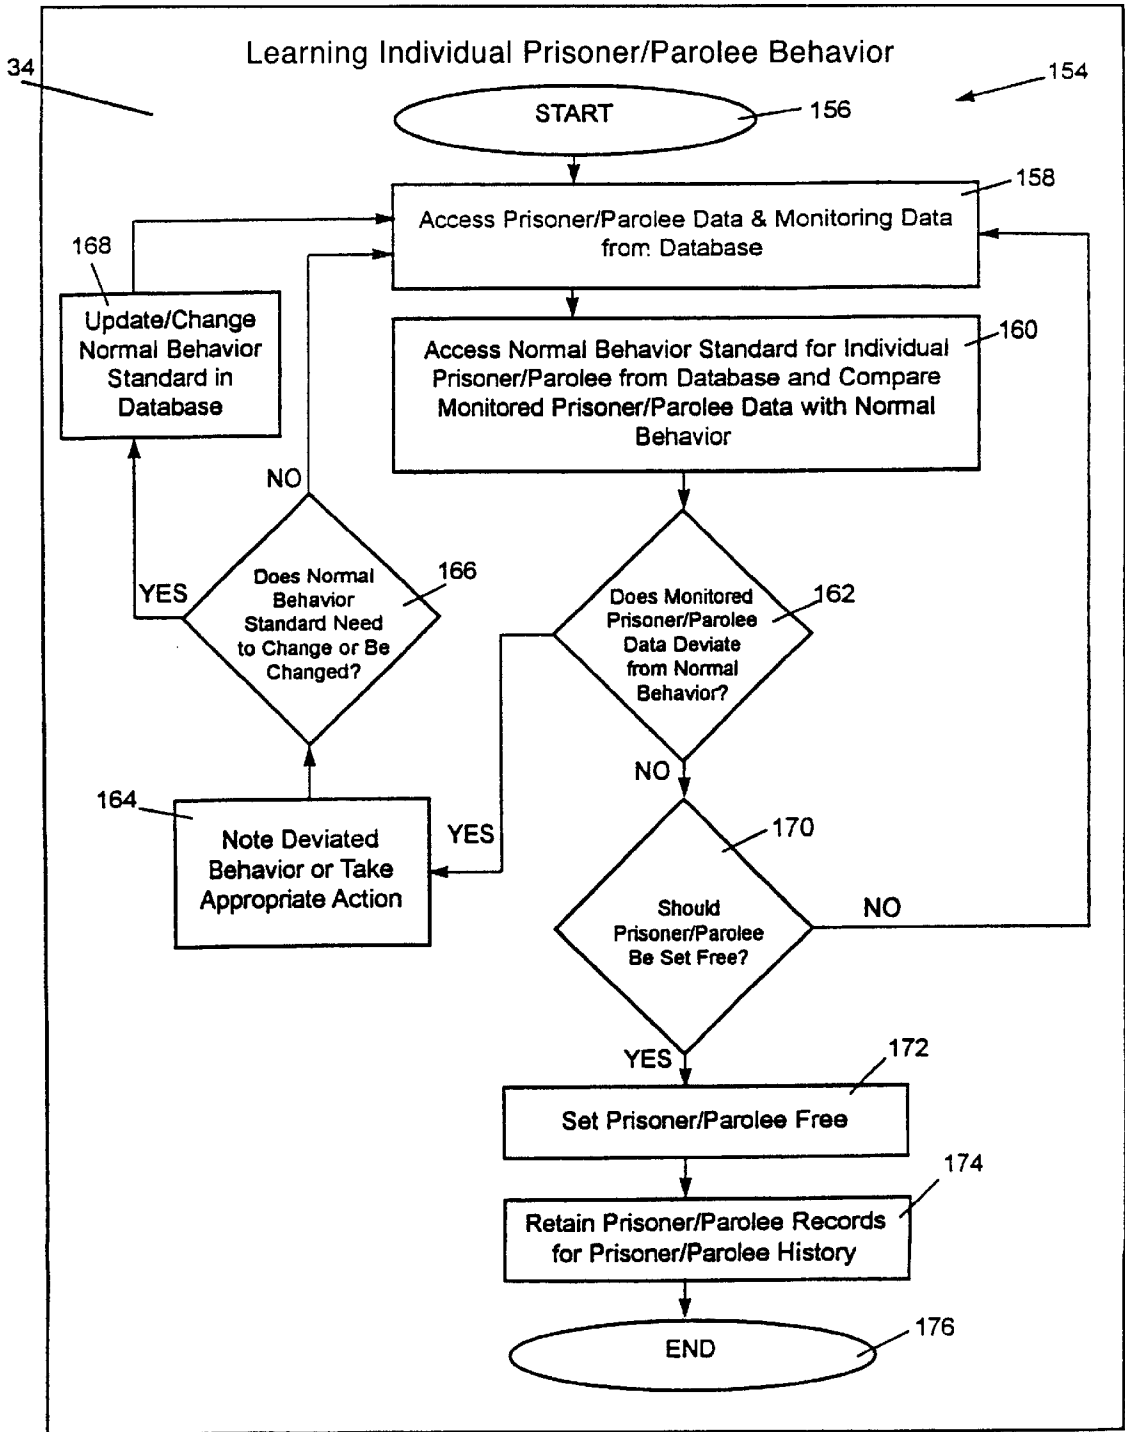 Learning Individual Prisoner/Parolee Behavior
34
154
START
156
158
Access Prisoner/Parolee Data & Monitoring Data
from Database
168
Update/Change
Normal Behavior
Standard in
Database
160
Access Normal Behavior Standard for Individual
Prisoner/Parolee from Database and Compare
Monitored Prisoner/Parolee Data with Normal
Behavior
NO
YES
166
Does Normal
Behavior
Standard Need
to Change or Be
Changed?
162
Does Monitored
Prisoner/Parolee
Data Deviate
from Normal
Behavior?
NO
164
Note Deviated
Behavior or Take
Appropriate Action
YES
170
Should
Prisoner/Parolee
Be Set Free?
NO
YES
172
Set Prisoner/Parolee Free
174
Retain Prisoner/Parolee Records
for Prisoner/Parolee History
END
176